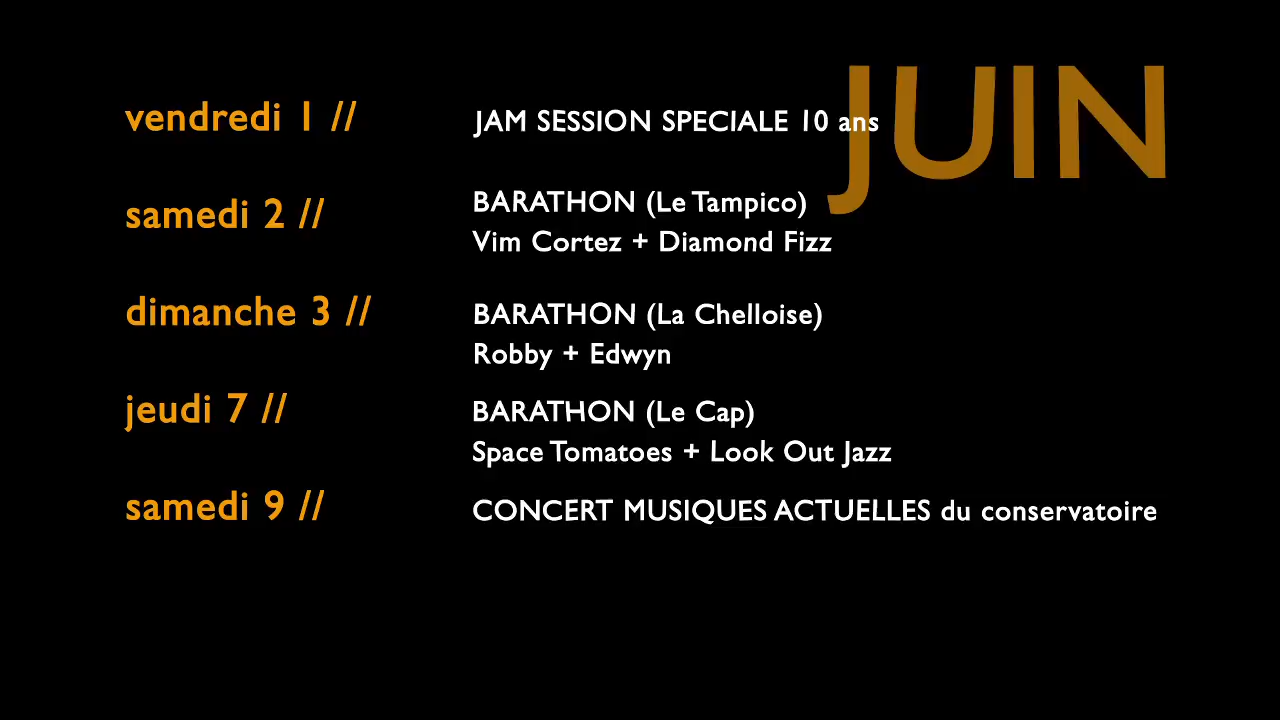 JUIN
vendredi 1 //
JAM SESSION SPECIALE 10 ans
samedi 2 //
BARATHON (Le Tampico)
Vim Cortez + Diamond Fizz
dimanche 3 //
BARATHON (La Chelloise)
Robby + Edwyn
jeudi 7 //
BARATHON (Le Cap)
Space Tomatoes + Look Out Jazz
samedi 9 //
CONCERT MUSIQUES ACTUELLES du conservatoire